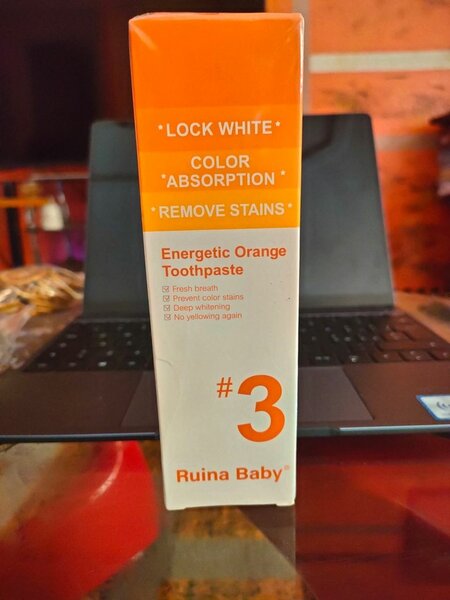 *LOCK WHITE*
COLOR
*ABSORPTION*
*REMOVE STAINS*
Energetic Orange
Toothpaste
☑ Fresh breath
☑ Prevent color stains
☑ Deep whitening
☑ No yellowing again
#3
Ruina Baby®